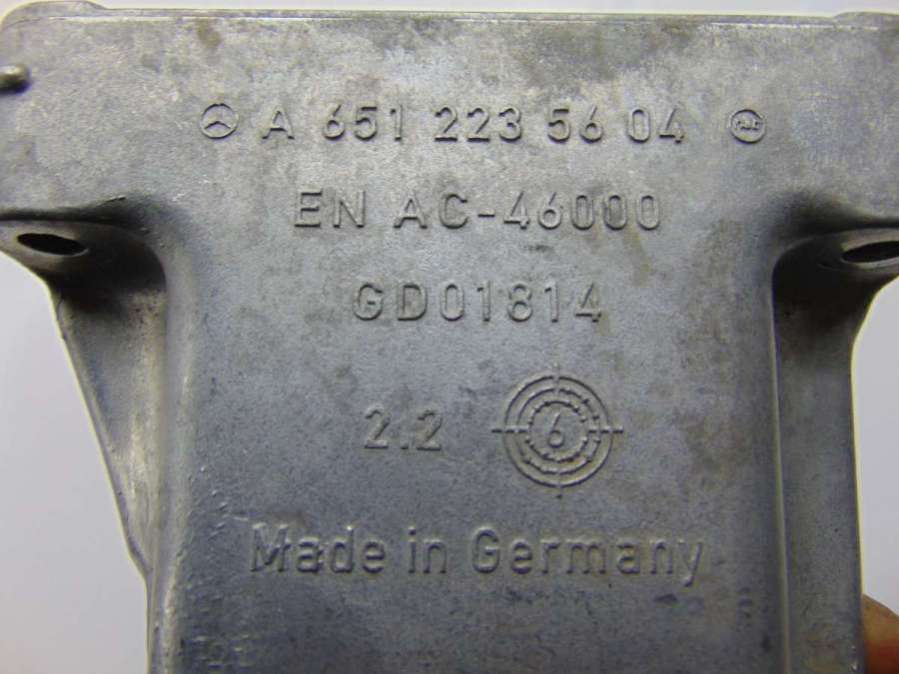 A 651 223 56 04
EN AC-46000
GD01814
2.2 6
Made in Germany